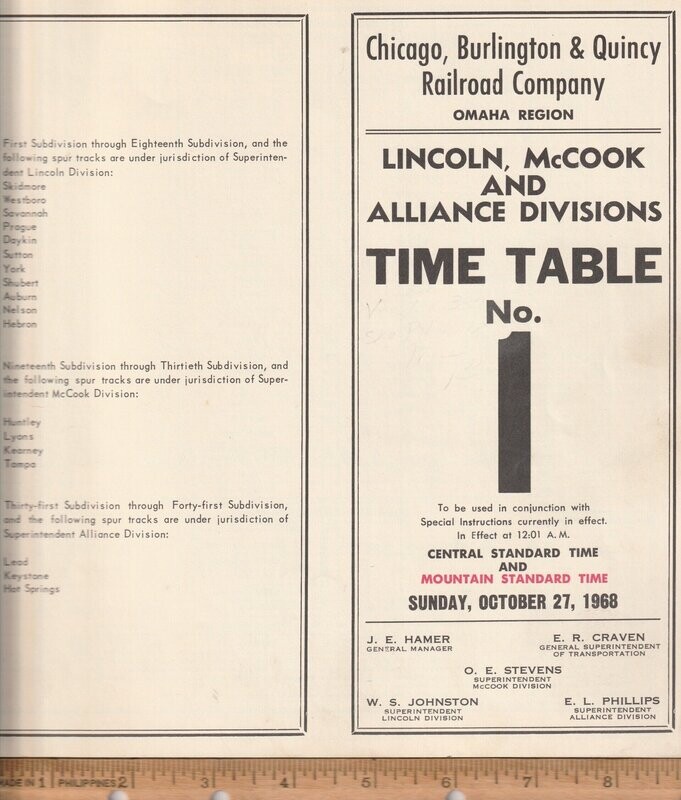 First Subdivision through Eighteenth Subdivision, and the
following spur tracks are under jurisdiction of Superinten-
dent Lincoln Division:
Skidmore
Westboro
Savannah
Prague
Daykin
Sutton
York
Shubert
Auburn
Nelson
Hebron
Nineteenth Subdivision through Thirtieth Subdivision, and
the following spur tracks are under jurisdiction of Super-
intendent McCook Division:
Huntley
Lyons
Kearney
Tampa
Thirty-first Subdivision through Forty-first Subdivision,
and the following spur tracks are under jurisdiction of
Superintendent Alliance Division:
Lead
Keystone
Hot Springs
Chicago, Burlington & Quincy
Railroad Company
OMAHA REGION
LINCOLN, McCOOK
AND
ALLIANCE DIVISIONS
TIME TABLE
No.
1
To be used in conjunction with
Special Instructions currently in effect.
In Effect at 12:01 A.M.
CENTRAL STANDARD TIME
AND
MOUNTAIN STANDARD TIME
SUNDAY, OCTOBER 27, 1968
J. E. HAMER
GENERAL MANAGER
E. R. CRAVEN
GENERAL SUPERINTENDENT
OF TRANSPORTATION
O. E. STEVENS
SUPERINTENDENT
McCOOK DIVISION
W. S. JOHNSTON
SUPERINTENDENT
LINCOLN DIVISION
E. L. PHILLIPS
SUPERINTENDENT
ALLIANCE DIVISION
MADE IN 1 PHILIPPINES 2 3 4 5 6 7 8